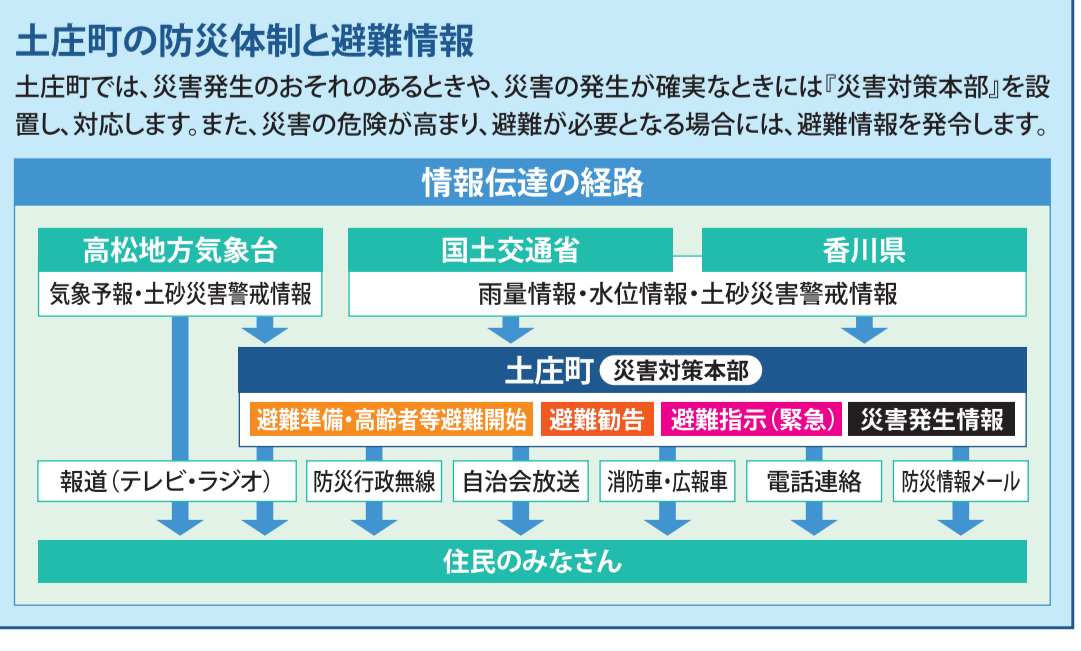 土庄町の防災体制と避難情報
土庄町では、災害発生のおそれのあるときや、災害の発生が確実なときには『災害対策本部』を設
置し、対応します。また、災害の危険が高まり、避難が必要となる場合には、避難情報を発令します。
情報伝達の経路
高松地方気象台
国土交通省
香川県
気象予報・土砂災害警戒情報
雨量情報・水位情報・土砂災害警戒情報
土庄町 災害対策本部
避難準備・高齢者等避難開始
避難勧告
避難指示（緊急）
災害発生情報
報道（テレビ・ラジオ）
防災行政無線
自治会放送
消防車・広報車
電話連絡
防災情報メール
住民のみなさん